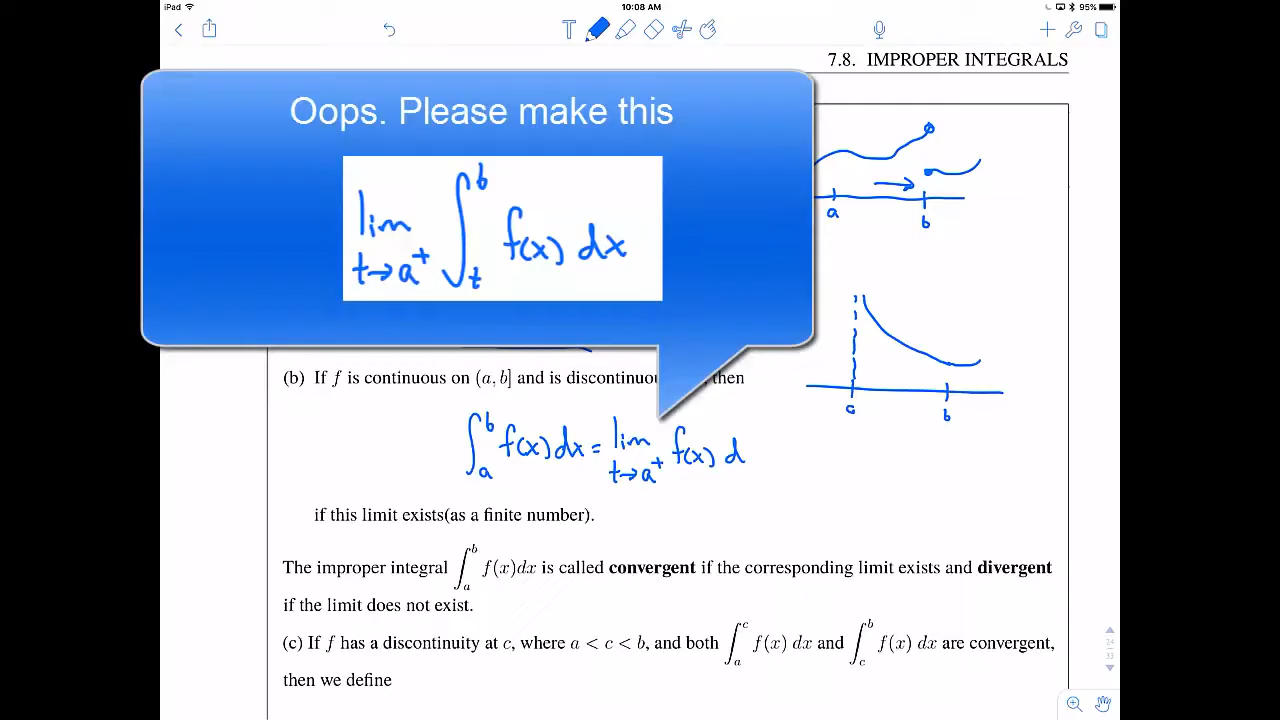 iPad 10:08 AM 95%
T
7.8. IMPROPER INTEGRALS
Oops. Please make this
lim t→a⁺ ∫_t^b f(x) dx
a b
a b
(b) If f is continuous on (a, b] and is discontinuou then
∫_a^b f(x) dx = lim t→a⁺ f(x) d
if this limit exists(as a finite number).
The improper integral ∫_a^b f(x)dx is called convergent if the corresponding limit exists and divergent
if the limit does not exist.
(c) If f has a discontinuity at c, where a < c < b, and both ∫_a^c f(x) dx and ∫_c^b f(x) dx are convergent,
then we define
24
33